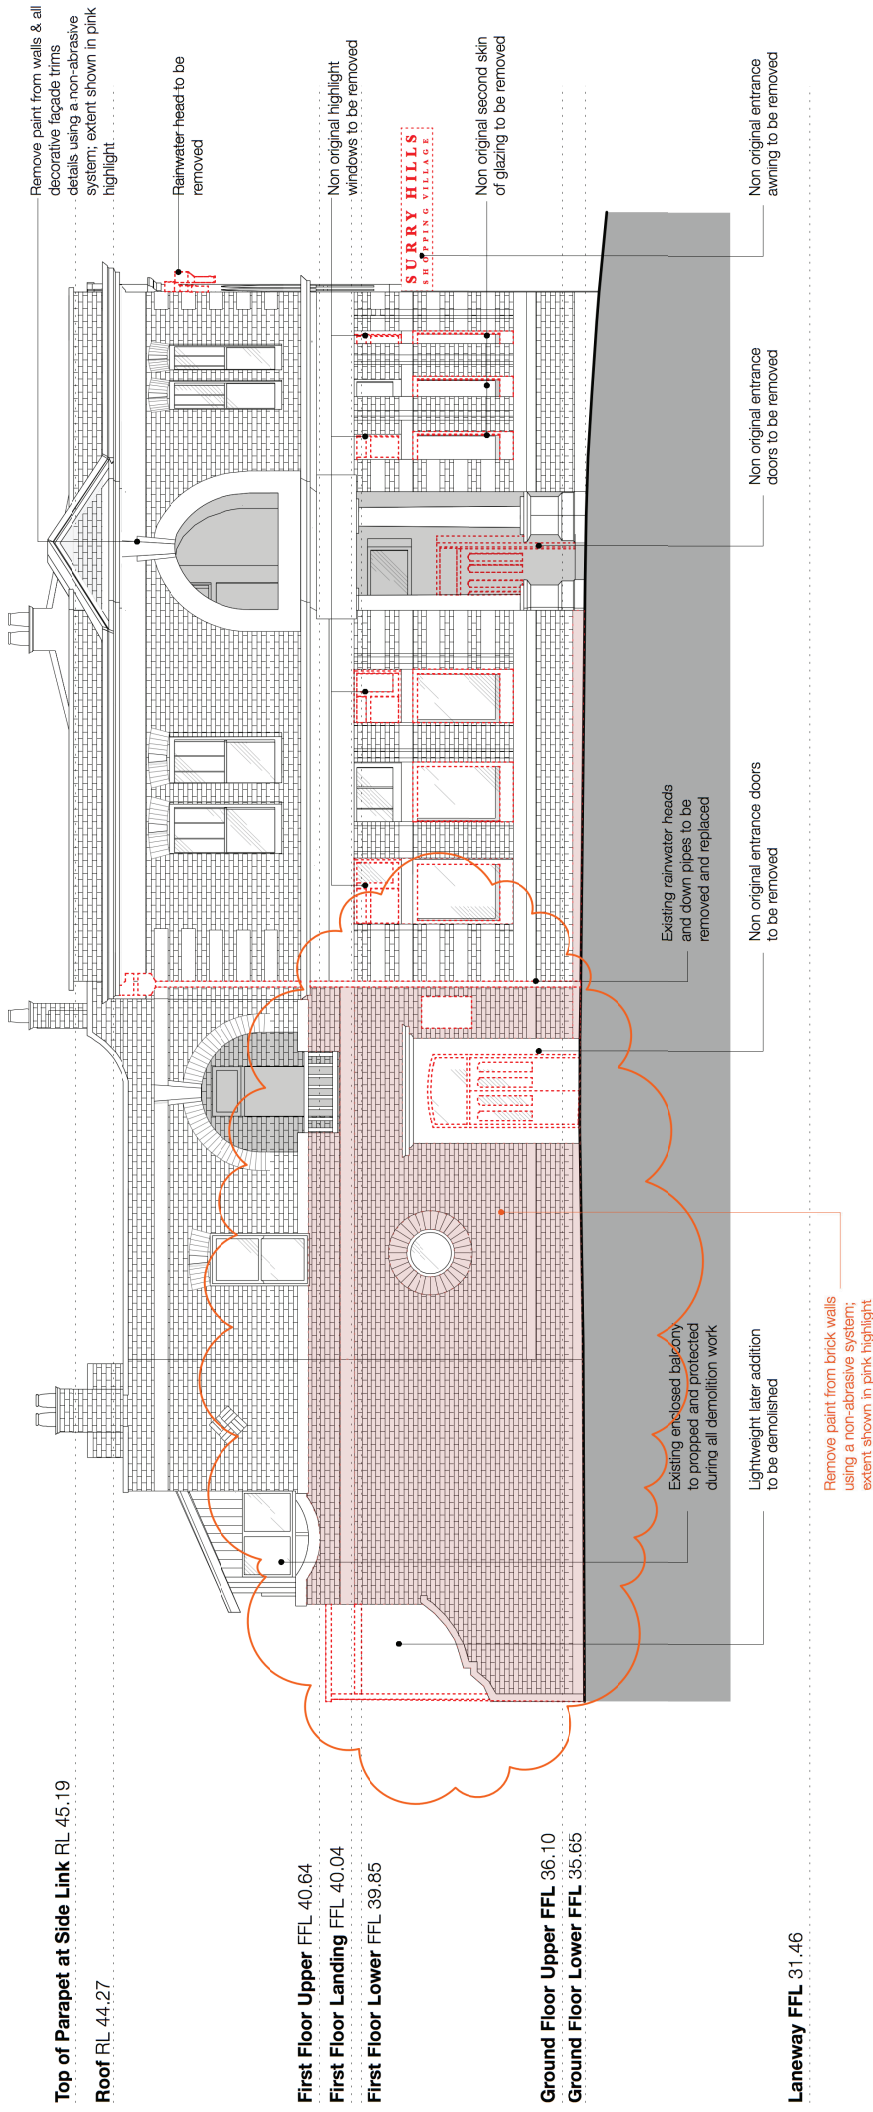 Remove paint from walls & all
decorative façade trims
details using a non-abrasive
system; extent shown in pink
highlight
Rainwater head to be
removed
Non original highlight
windows to be removed
SURRY HILLS
SHOPPING VILLAGE
Non original second skin
of glazing to be removed
Non original entrance
awning to be removed
Non original entrance
doors to be removed
Existing rainwater heads
and down pipes to be
removed and replaced
Non original entrance doors
to be removed
Existing enclosed balcony
to propped and protected
during all demolition work
Lightweight later addition
to be demolished
Remove paint from brick walls
using a non-abrasive system;
extent shown in pink highlight
Top of Parapet at Side Link RL 45.19
Roof RL 44.27
First Floor Upper FFL 40.64
First Floor Landing FFL 40.04
First Floor Lower FFL 39.85
Ground Floor Upper FFL 36.10
Ground Floor Lower FFL 35.65
Laneway FFL 31.46